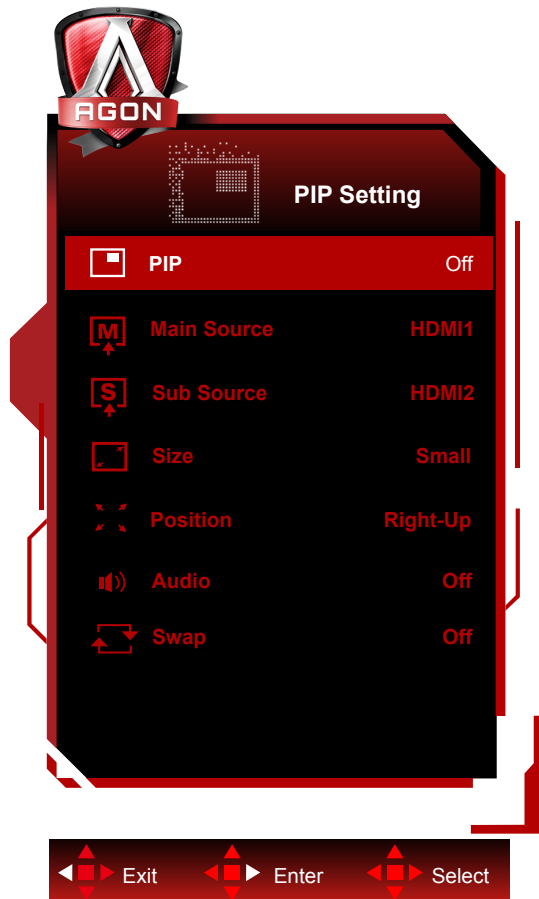 AGON
PIP Setting
PIP Off
Main Source HDMI1
Sub Source HDMI2
Size Small
Position Right-Up
Audio Off
Swap Off
Exit Enter Select